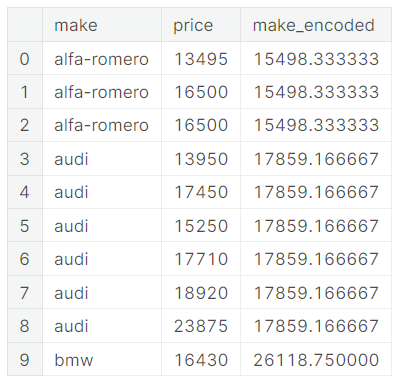 make price make_encoded
0 alfa-romero 13495 15498.333333
1 alfa-romero 16500 15498.333333
2 alfa-romero 16500 15498.333333
3 audi 13950 17859.166667
4 audi 17450 17859.166667
5 audi 15250 17859.166667
6 audi 17710 17859.166667
7 audi 18920 17859.166667
8 audi 23875 17859.166667
9 bmw 16430 26118.750000